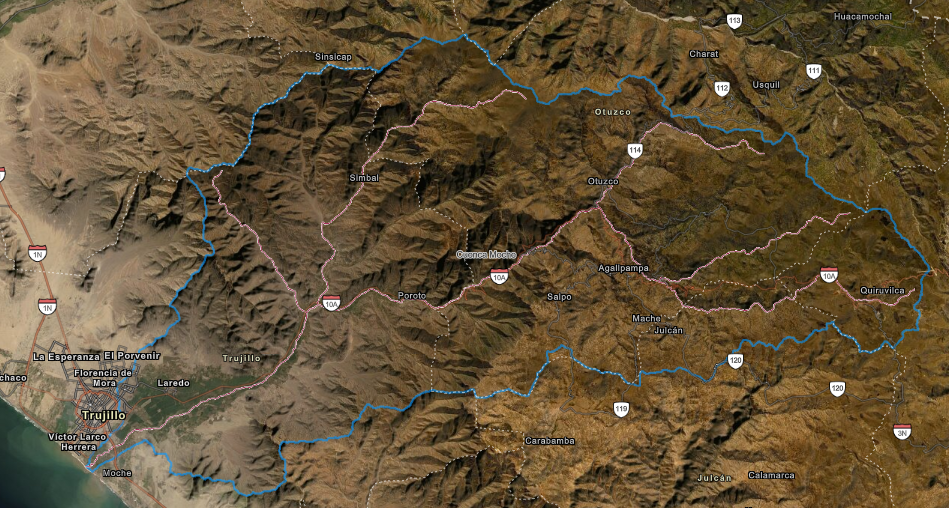 113
Huacamochal
Sinsicap
Charat
111
112
Usquil
Otuzco
114
Simbal
Otuzco
1N
Cuenca Moche
10A
Agallpampa
10A
Quiruvilca
1N
10A
Poroto
Salpo
Mache
Julcán
La Esperanza
El Porvenir
Trujillo
120
chaco
Florencia de
Mora
Laredo
120
Trujillo
119
3N
Víctor Larco
Herrera
Carabamba
Moche
Julcán
Calamarca